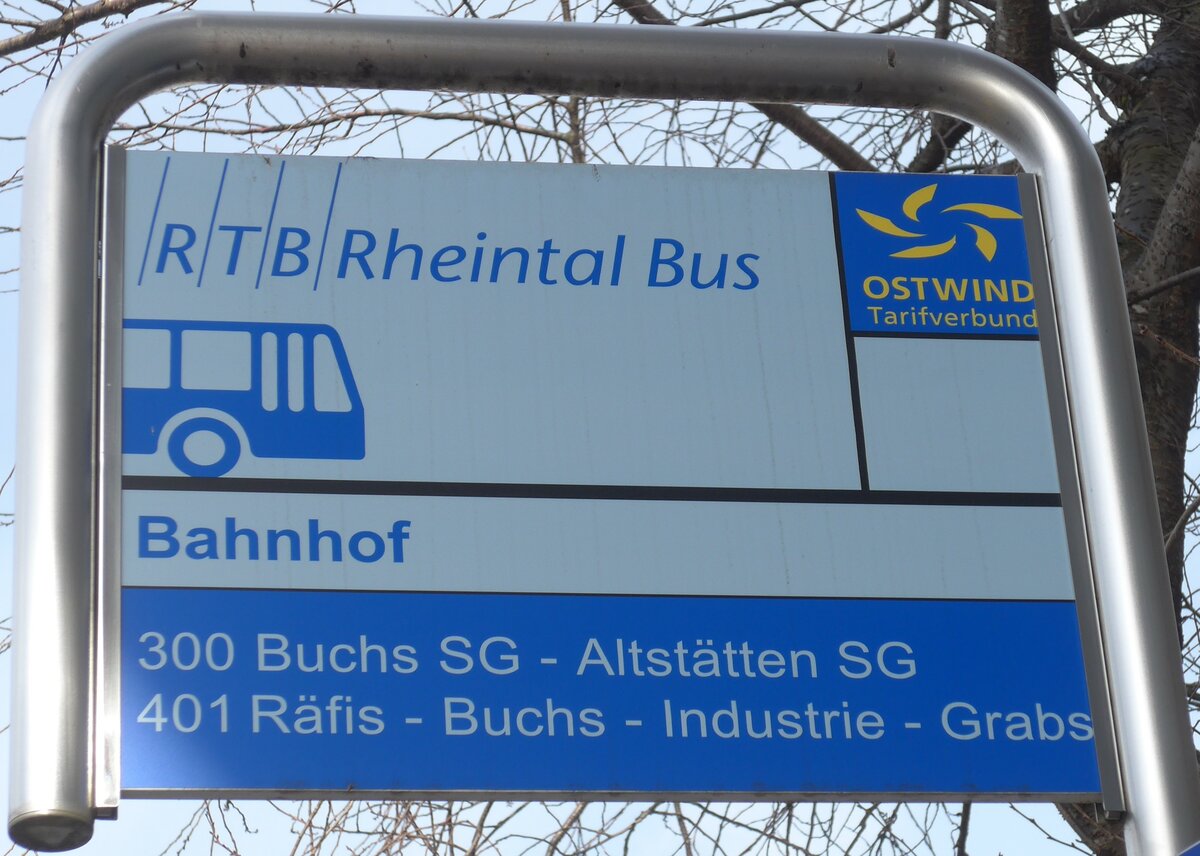 RTB Rheintal Bus
OSTWIND
Tarifverbund
Bahnhof
300 Buchs SG - Altstätten SG
401 Räfis - Buchs - Industrie - Grabs